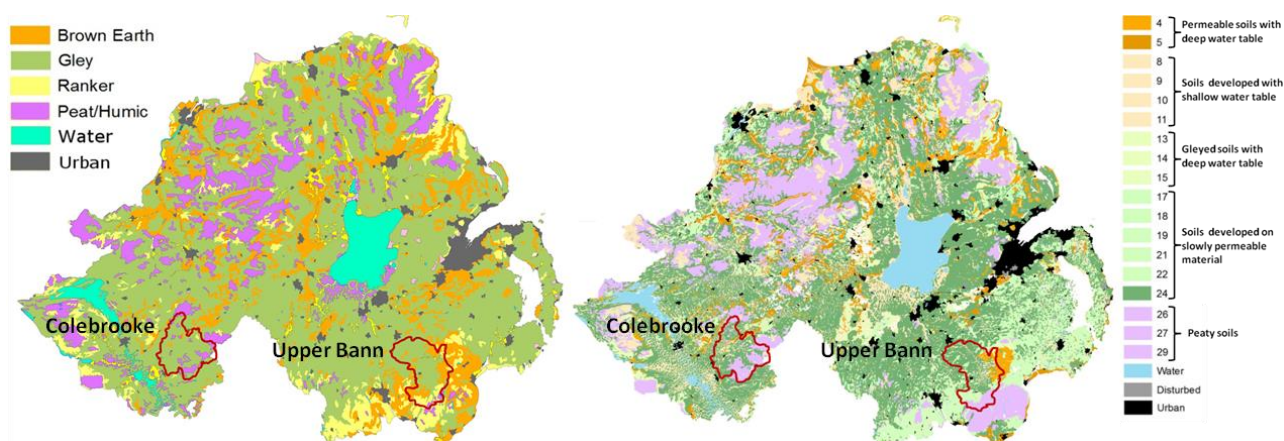 Brown Earth
Gley
Ranker
Peat/Humic
Water
Urban
Colebrooke
Upper Bann
Colebrooke
Upper Bann
4
5
Permeable soils with
deep water table
8
9
10
11
Soils developed with
shallow water table
13
14
15
Gleyed soils with
deep water table
17
18
19
21
22
24
Soils developed on
slowly permeable
material
26
27
29
Peaty soils
Water
Disturbed
Urban